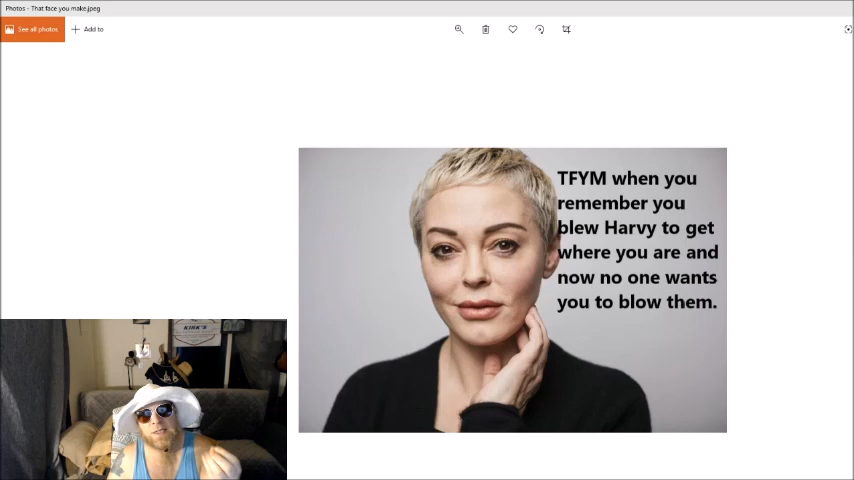 Photos - That face you make.jpeg
See all photos
Add to
TFYM when you
remember you
blew Harvy to get
where you are and
now no one wants
you to blow them.
KIRK'S